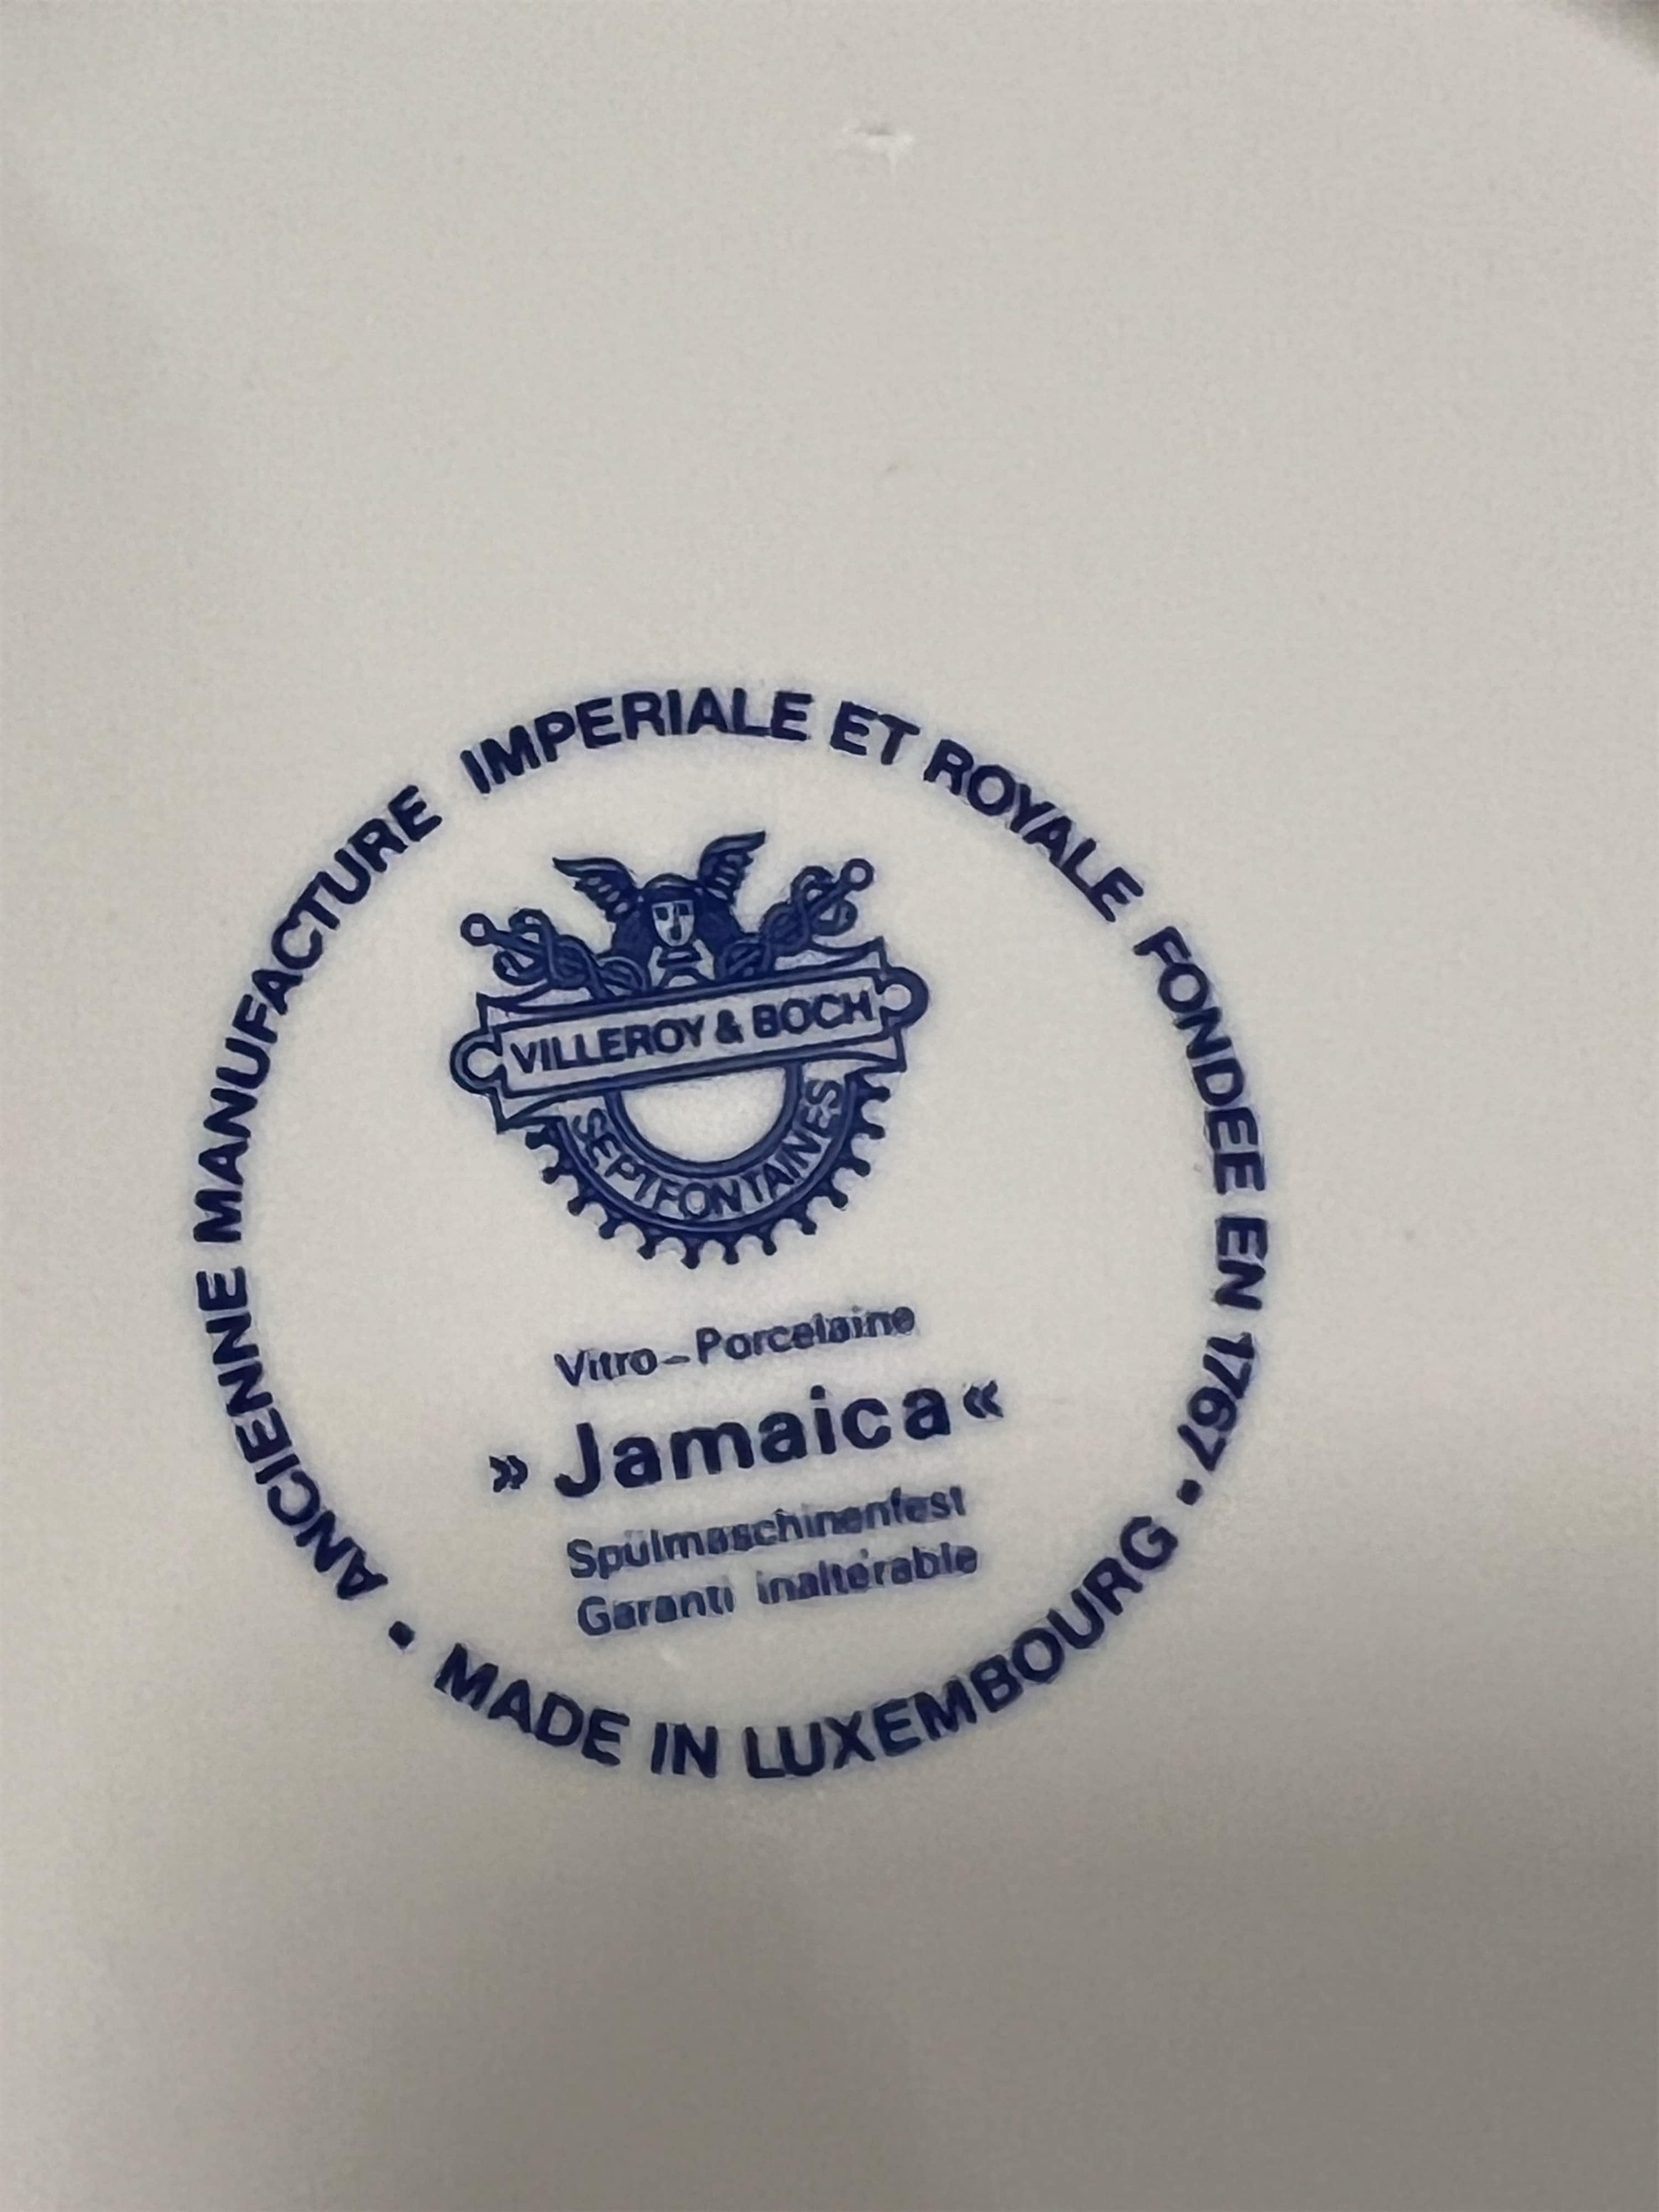 ANCIENNE MANUFACTURE IMPERIALE ET ROYALE FONDEE EN 1767 •
VILLEROY & BOCH
SEPTFONTAINES
Vitro-Porcelaine
»Jamaica«
Spülmaschinenfest
Garanti inaltérable
• MADE IN LUXEMBOURG